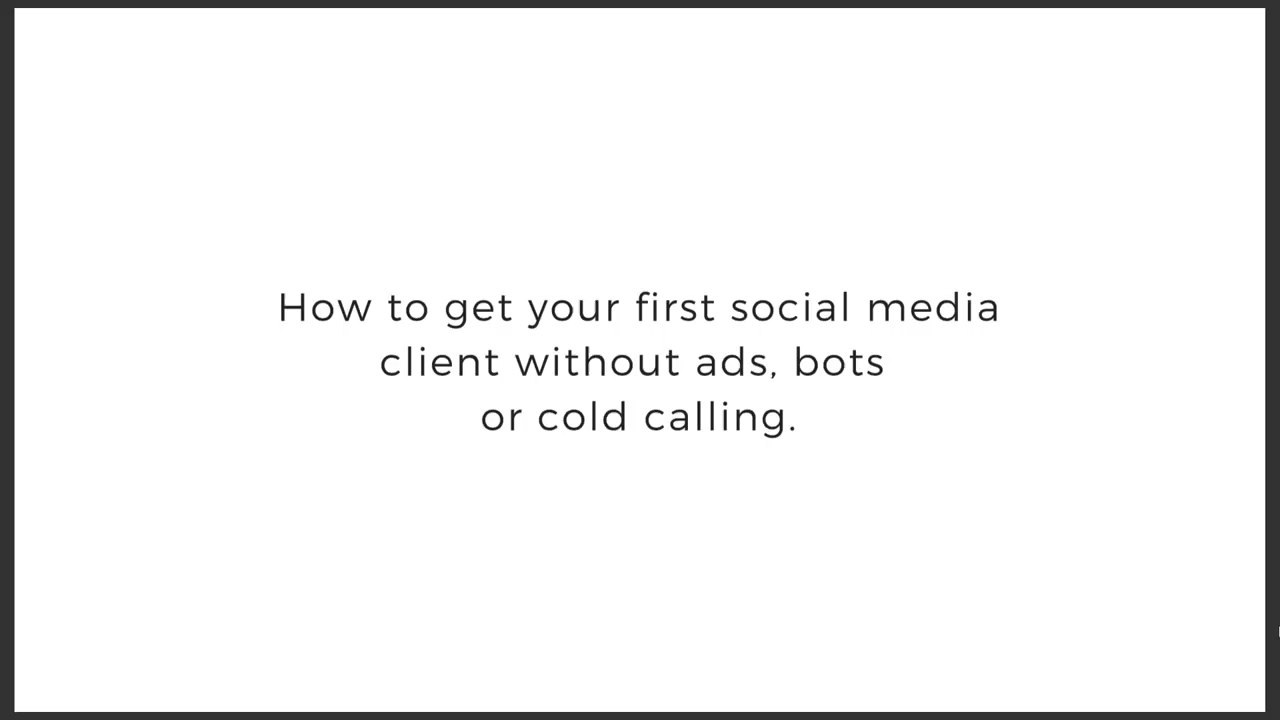 How to get your first social media
client without ads, bots
or cold calling.